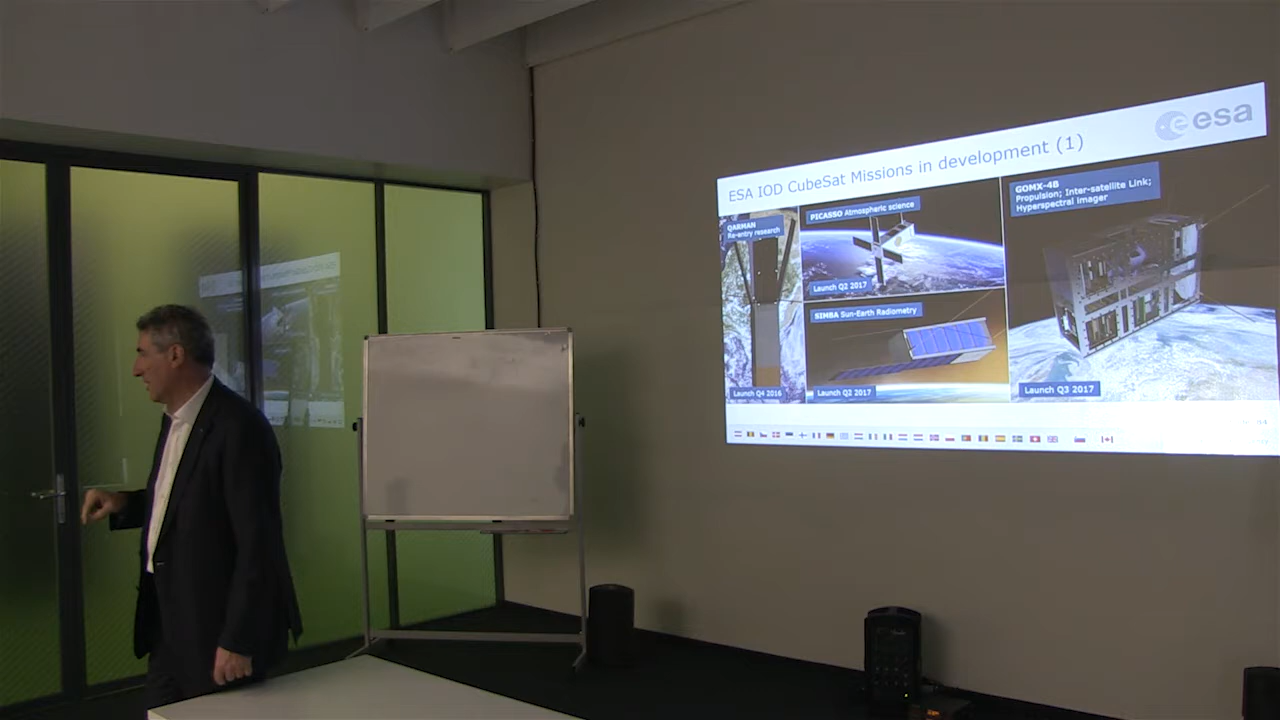 esa
ESA IOD CubeSat Missions in development (1)
QARMAN
Re-entry research
Launch Q4 2016
PICASSO Atmospheric science
Launch Q2 2017
SIMBA Sun-Earth Radiometry
Launch Q2 2017
GOMX-4B
Propulsion; Inter-satellite Link;
Hyperspectral imager
Launch Q3 2017